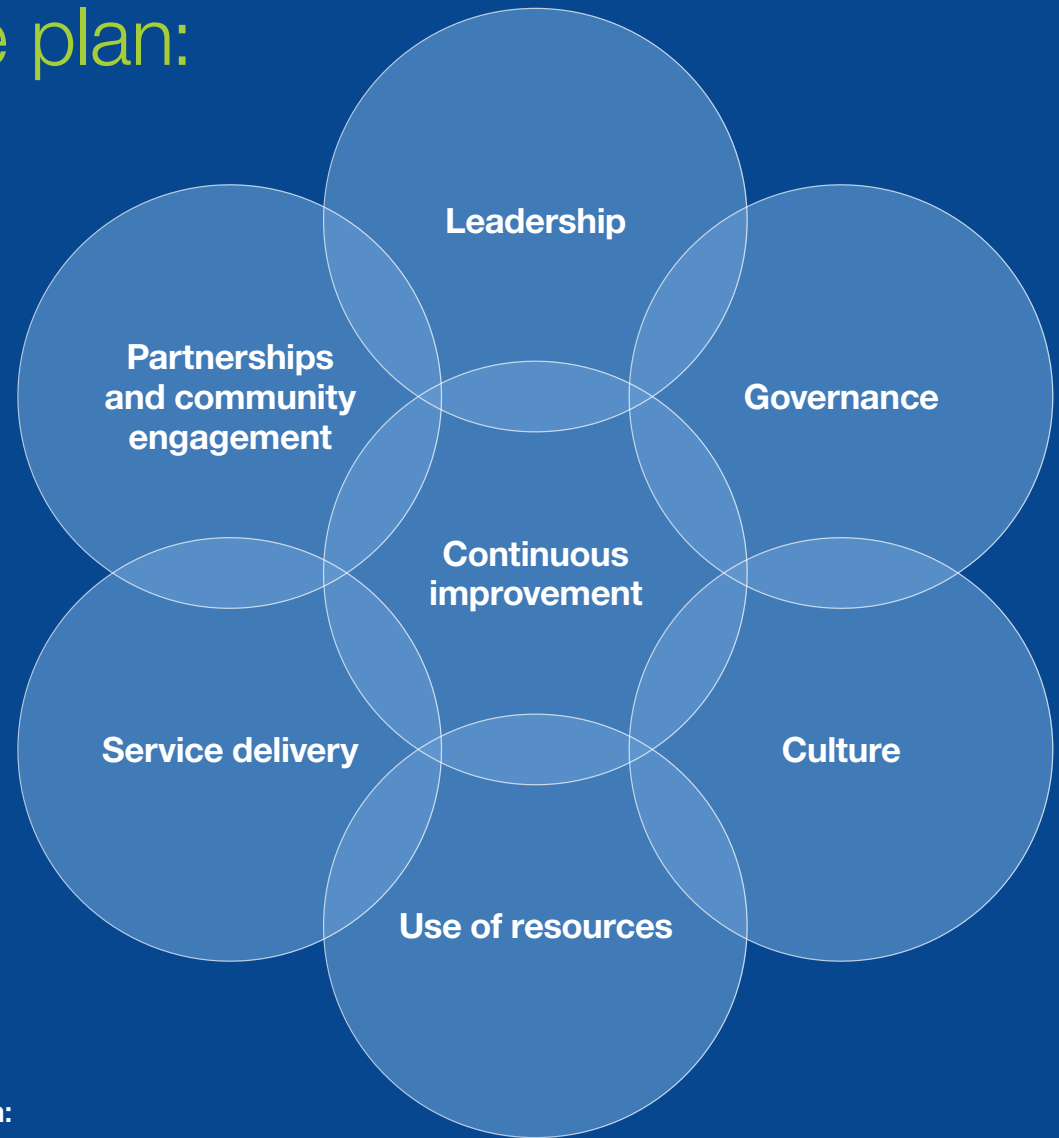 e plan:
Leadership
Partnerships
and community
engagement
Governance
Continuous
improvement
Service delivery
Culture
Use of resources
n: